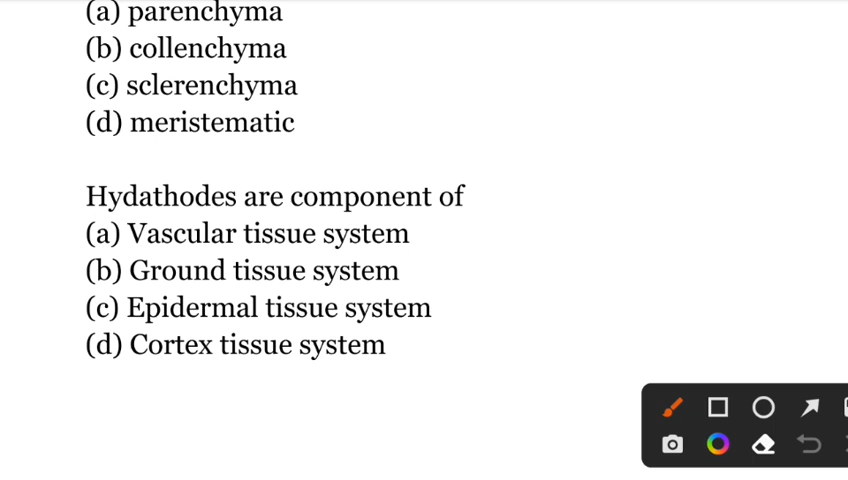 (a) parenchyma
(b) collenchyma
(c) sclerenchyma
(d) meristematic
Hydathodes are component of
(a) Vascular tissue system
(b) Ground tissue system
(c) Epidermal tissue system
(d) Cortex tissue system